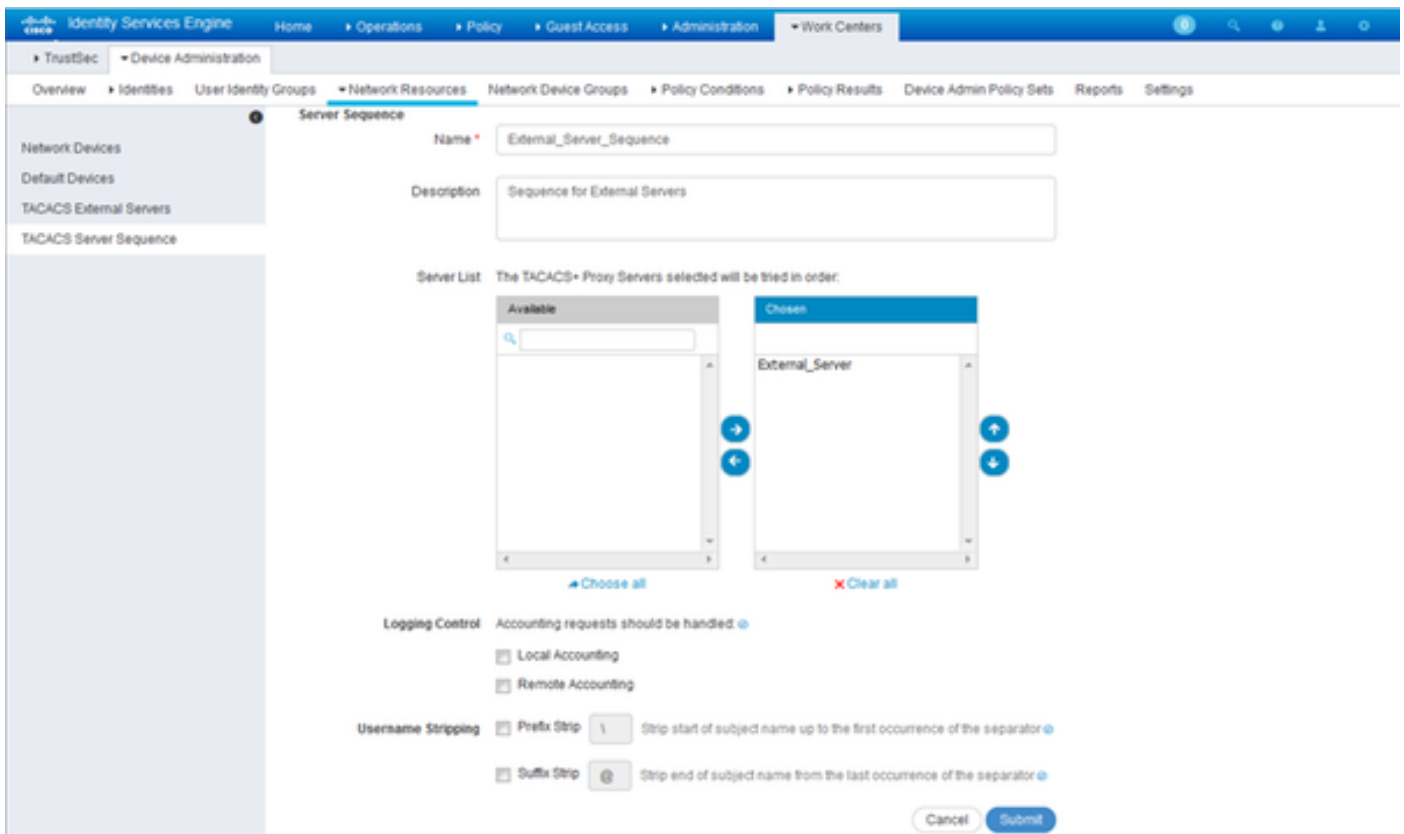 cisco Identity Services Engine Home Operations Policy Guest Access Administration Work Centers 0
TrustSec Device Administration
Overview Identities User Identity Groups Network Resources Network Device Groups Policy Conditions Policy Results Device Admin Policy Sets Reports Settings
Network Devices
Default Devices
TACACS External Servers
TACACS Server Sequence
Server Sequence
Name * External_Server_Sequence
Description Sequence for External Servers
Server List The TACACS+ Proxy Servers selected will be tried in order:
Available Chosen
External_Server
Choose all Clear all
Logging Control Accounting requests should be handled:
Local Accounting
Remote Accounting
Username Stripping Prefix Strip \ Strip start of subject name up to the first occurrence of the separator
Suffix Strip @ Strip end of subject name from the last occurrence of the separator
Cancel Submit